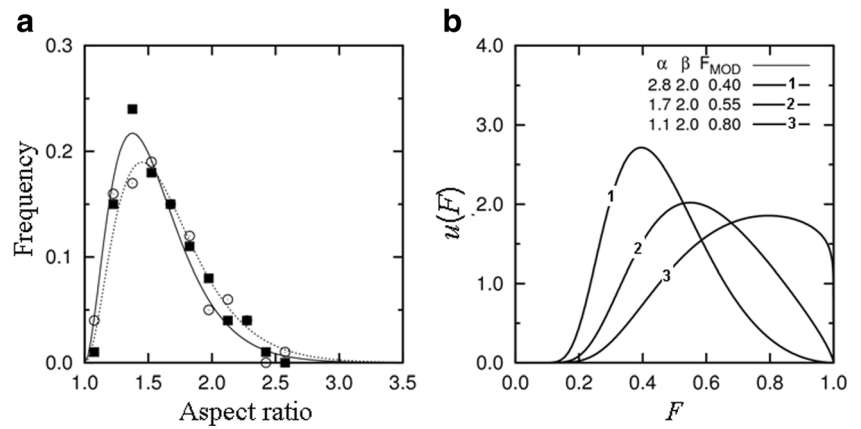 a
0.3
0.2
0.1
0.0
Frequency
1.0 1.5 2.0 2.5 3.0 3.5
Aspect ratio
b
4.0
3.0
2.0
1.0
0.0
u(F)
α β F_MOD
2.8 2.0 0.40 1
1.7 2.0 0.55 2
1.1 2.0 0.80 3
1
2
3
0.0 0.2 0.4 0.6 0.8 1.0
F